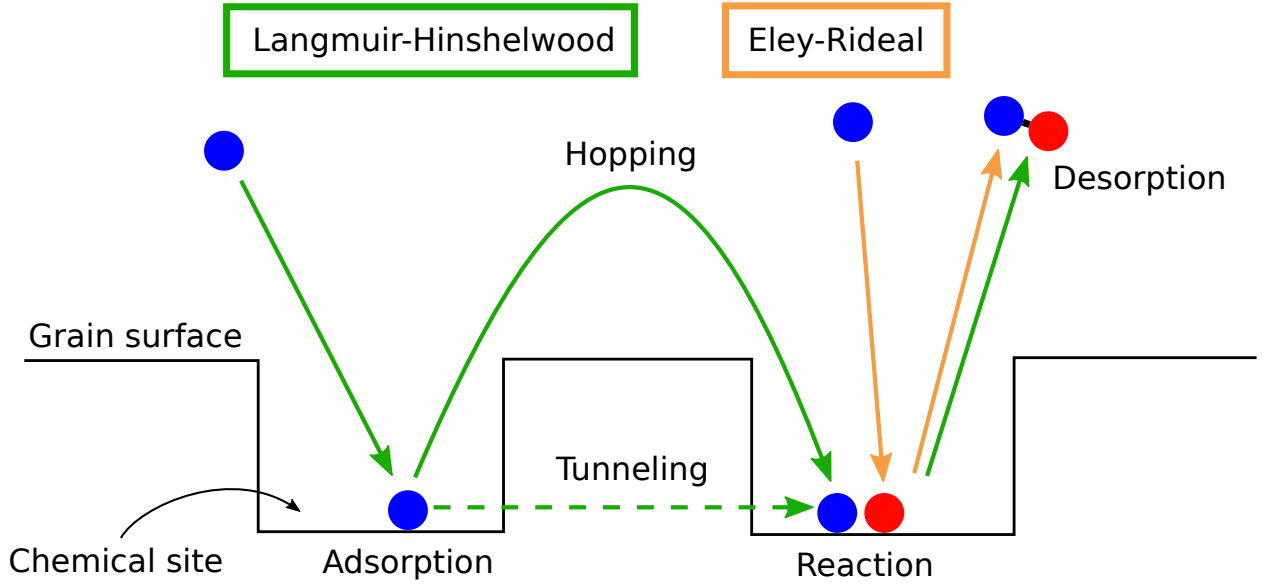 Langmuir-Hinshelwood
Eley-Rideal
Hopping
Desorption
Grain surface
Tunneling
Chemical site
Adsorption
Reaction